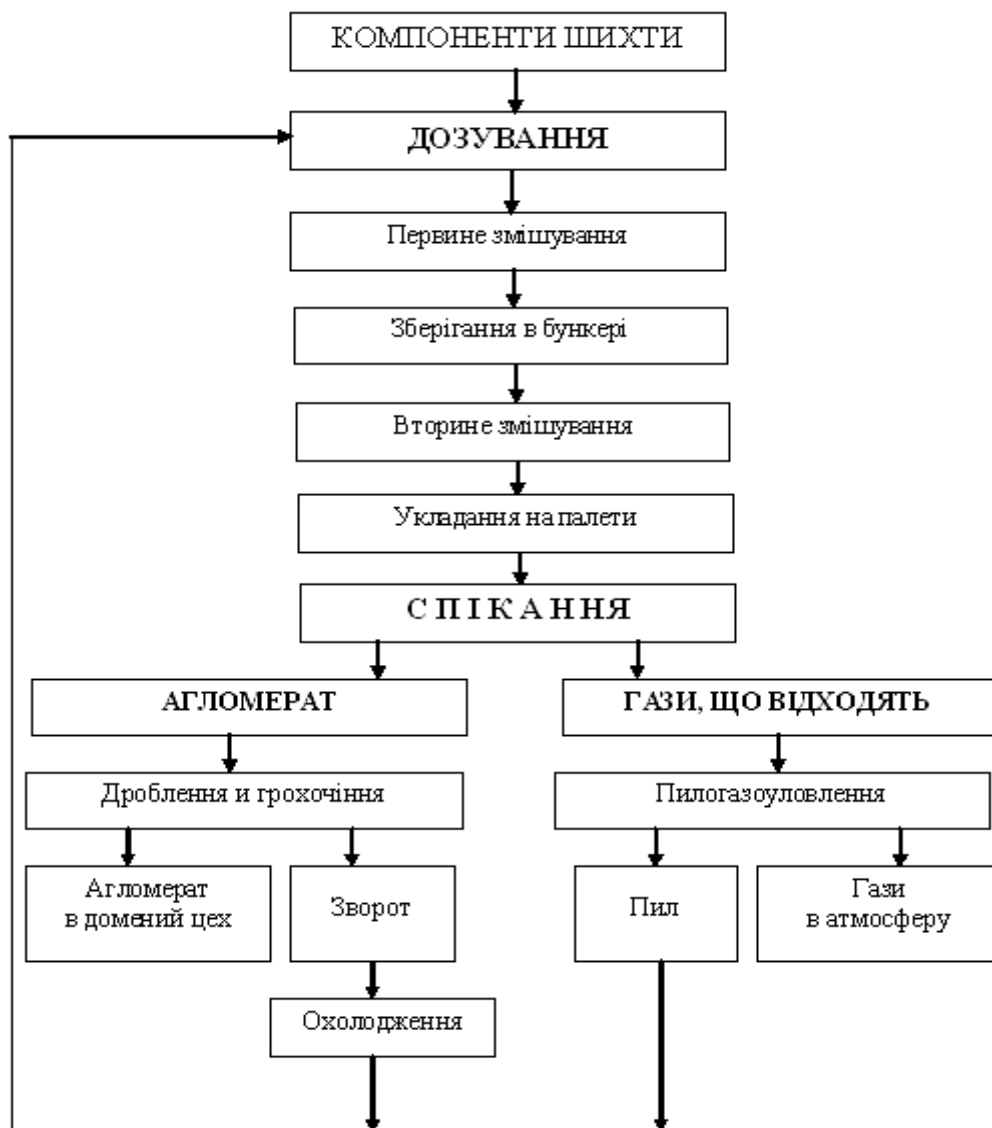 КОМПОНЕНТИ ШИХТИ
ДОЗУВАННЯ
Первине змішування
Зберігання в бункері
Вторине змішування
Укладання на палети
С П І К А Н Н Я
АГЛОМЕРАТ
ГАЗИ, ЩО ВІДХОДЯТЬ
Дроблення и грохочіння
Пилогазоуловлення
Агломерат
в домений цех
Зворот
Пил
Гази
в атмосферу
Охолодження